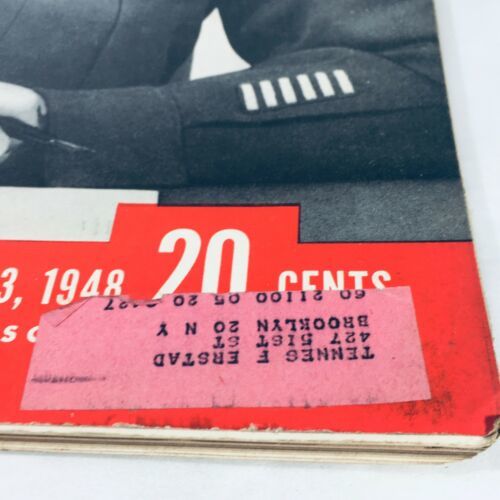 3, 1948 20 CENTS
S
TENNES F ERSTAD
427 51ST ST
BROOKLYN 20 N Y
60 21100 05 20